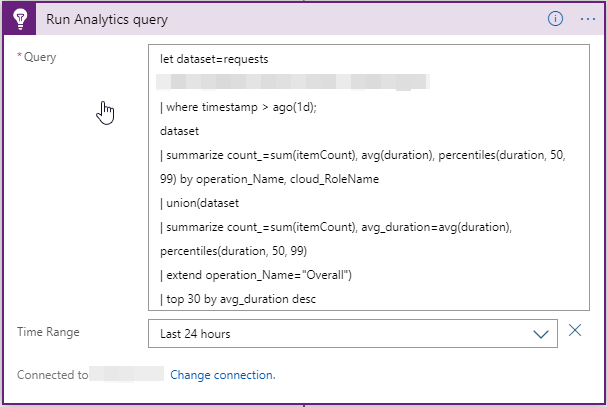 Run Analytics query
* Query
let dataset=requests
| where timestamp > ago(1d);
dataset
| summarize count_=sum(itemCount), avg(duration), percentiles(duration, 50,
99) by operation_Name, cloud_RoleName
| union(dataset
| summarize count_=sum(itemCount), avg_duration=avg(duration),
percentiles(duration, 50, 99)
| extend operation_Name="Overall")
| top 30 by avg_duration desc
Time Range
Last 24 hours
Connected to
Change connection.